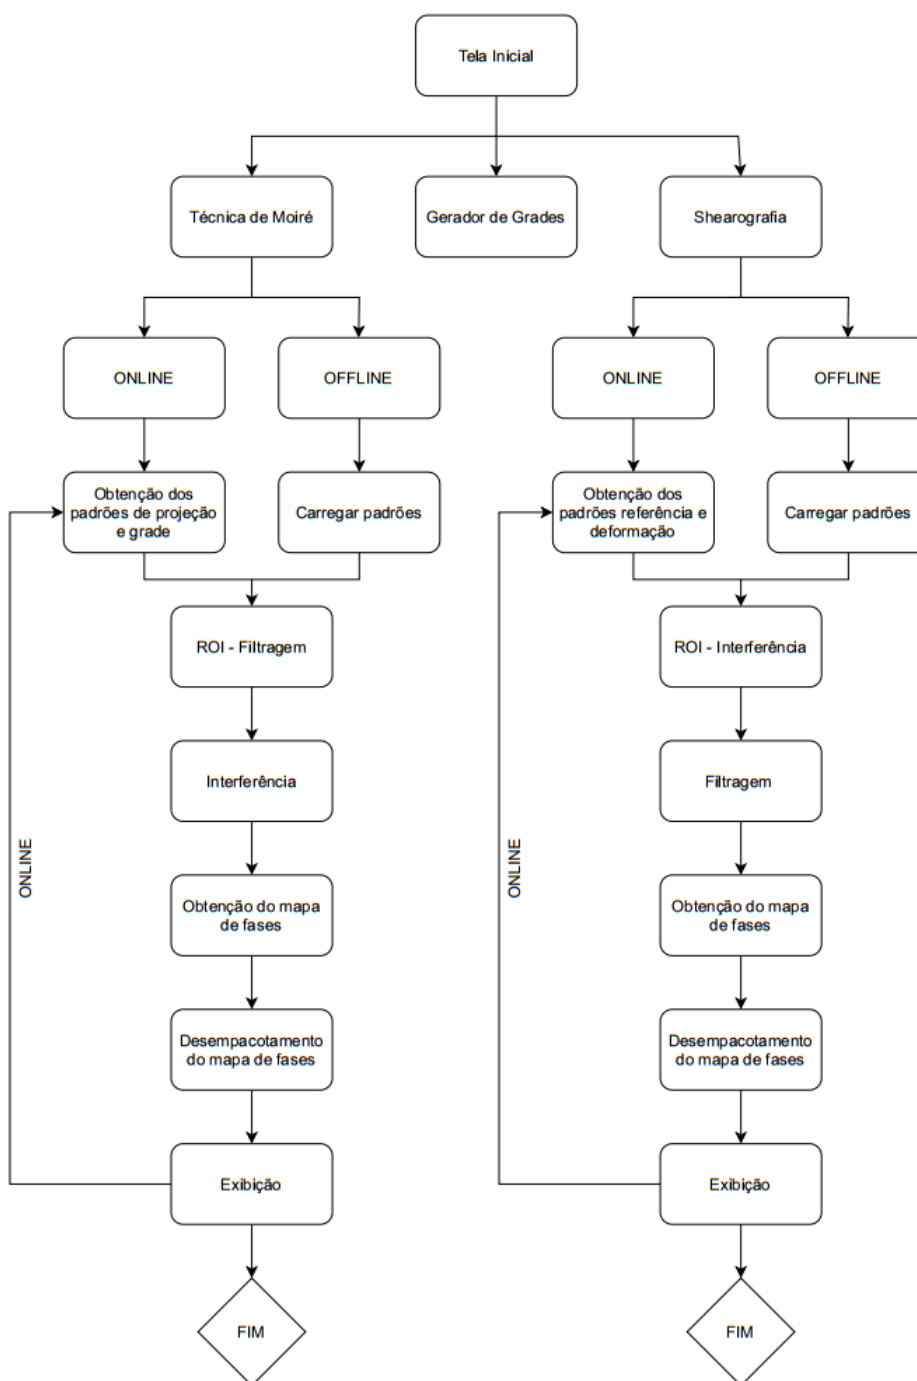 Tela Inicial
Técnica de Moiré
Gerador de Grades
Shearografia
ONLINE
OFFLINE
ONLINE
OFFLINE
Obtenção dos
padrões de projeção
e grade
Carregar padrões
Obtenção dos
padrões referência e
deformação
Carregar padrões
ROI - Filtragem
ROI - Interferência
Interferência
Filtragem
ONLINE
ONLINE
Obtenção do mapa
de fases
Obtenção do mapa
de fases
Desempacotamento
do mapa de fases
Desempacotamento
do mapa de fases
Exibição
Exibição
FIM
FIM